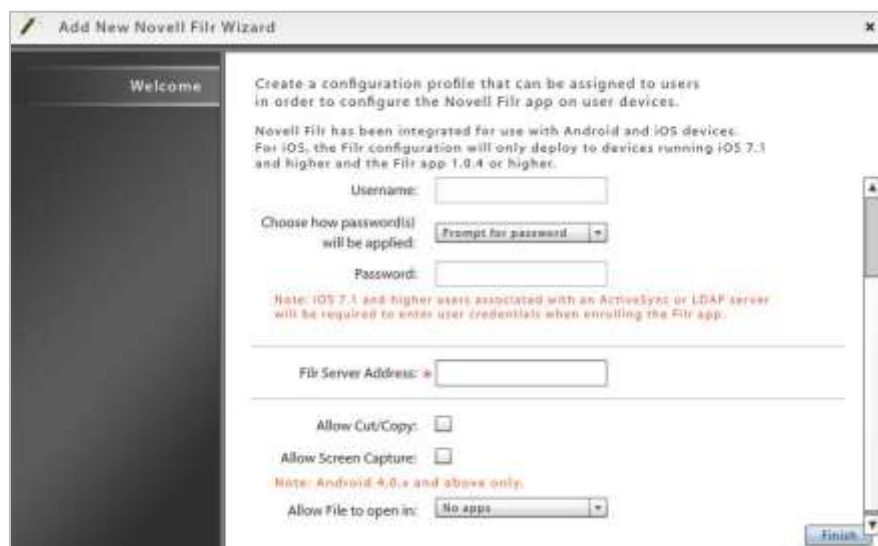 Add New Novell Filr Wizard
Welcome
Create a configuration profile that can be assigned to users
in order to configure the Novell Filr app on user devices.
Novell Filr has been integrated for use with Android and iOS devices.
For iOS, the Filr configuration will only deploy to devices running iOS 7.1
and higher and the Filr app 1.0.4 or higher.
Username:
Choose how password(s)
will be applied:
Prompt for password
Password:
Note: iOS 7.1 and higher users associated with an ActiveSync or LDAP server
will be required to enter user credentials when enrolling the Filr app.
Filr Server Address: *
Allow Cut/Copy:
Allow Screen Capture:
Note: Android 4.0.x and above only.
Allow File to open in: No apps
Finish